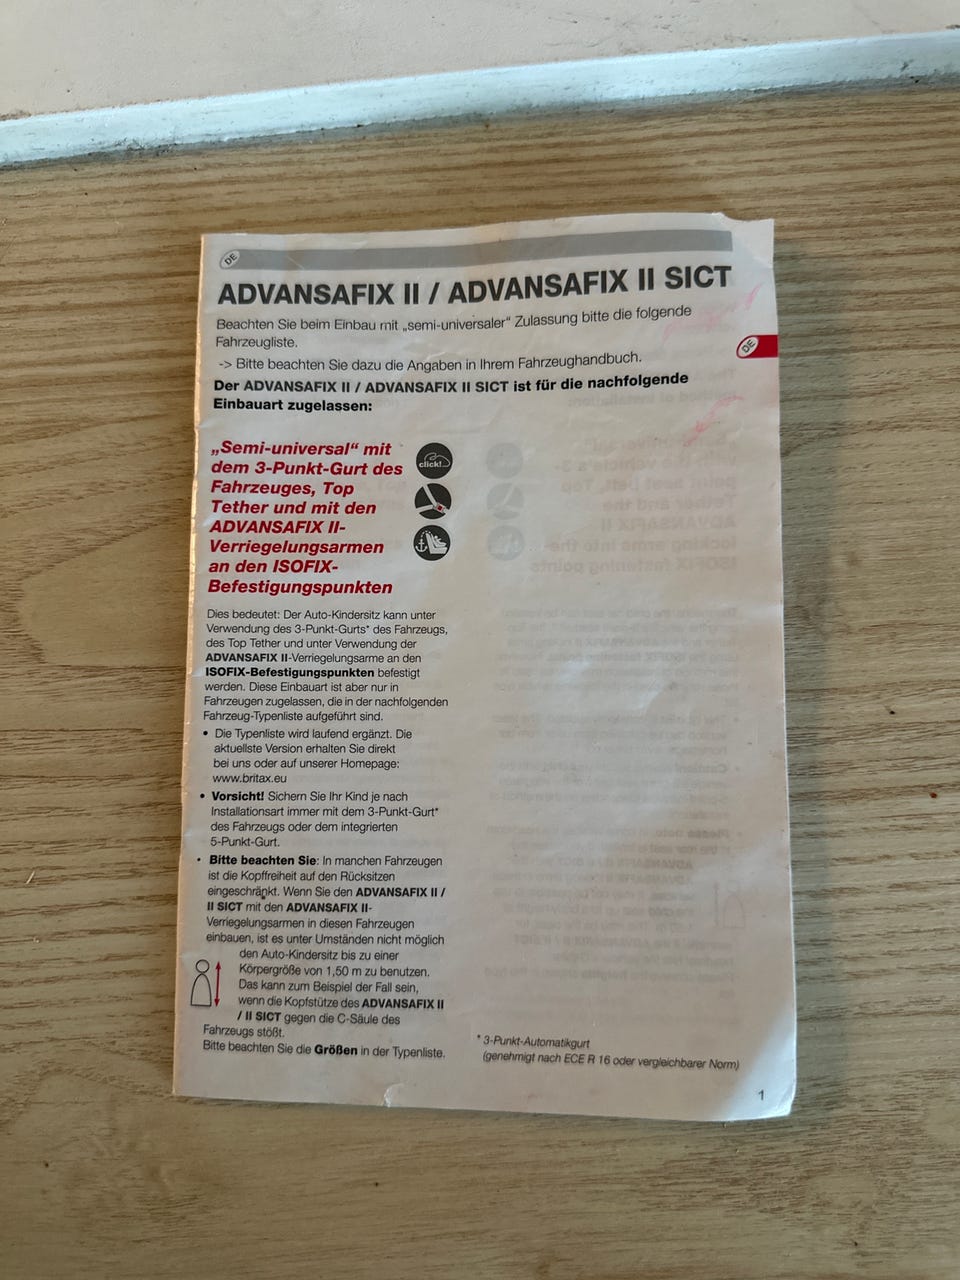 DE
ADVANSAFIX II / ADVANSAFIX II SICT
Beachten Sie beim Einbau mit „semi-universaler“ Zulassung bitte die folgende
Fahrzeugliste.
-> Bitte beachten Sie dazu die Angaben in Ihrem Fahrzeughandbuch.
DE
Der ADVANSAFIX II / ADVANSAFIX II SICT ist für die nachfolgende
Einbauart zugelassen:
„Semi-universal“ mit
dem 3-Punkt-Gurt des
Fahrzeuges, Top
Tether und mit den
ADVANSAFIX II-
Verriegelungsarmen
an den ISOFIX-
Befestigungspunkten
click!
Dies bedeutet: Der Auto-Kindersitz kann unter
Verwendung des 3-Punkt-Gurts* des Fahrzeugs,
des Top Tether und unter Verwendung der
ADVANSAFIX II-Verriegelungsarme an den
ISOFIX-Befestigungspunkten befestigt
werden. Diese Einbauart ist aber nur in
Fahrzeugen zugelassen, die in der nachfolgenden
Fahrzeug-Typenliste aufgeführt sind.
• Die Typenliste wird laufend ergänzt. Die
aktuellste Version erhalten Sie direkt
bei uns oder auf unserer Homepage:
www.britax.eu
• Vorsicht! Sichern Sie Ihr Kind je nach
Installationsart immer mit dem 3-Punkt-Gurt*
des Fahrzeugs oder dem integrierten
5-Punkt-Gurt.
• Bitte beachten Sie: In manchen Fahrzeugen
ist die Kopffreiheit auf den Rücksitzen
eingeschränkt. Wenn Sie den ADVANSAFIX II /
II SICT mit den ADVANSAFIX II-
Verriegelungsarmen in diesen Fahrzeugen
einbauen, ist es unter Umständen nicht möglich
den Auto-Kindersitz bis zu einer
Körpergröße von 1,50 m zu benutzen.
Das kann zum Beispiel der Fall sein,
wenn die Kopfstütze des ADVANSAFIX II
/ II SICT gegen die C-Säule des
Fahrzeugs stößt.
Bitte beachten Sie die Größen in der Typenliste.
* 3-Punkt-Automatikgurt
(genehmigt nach ECE R 16 oder vergleichbarer Norm)
1